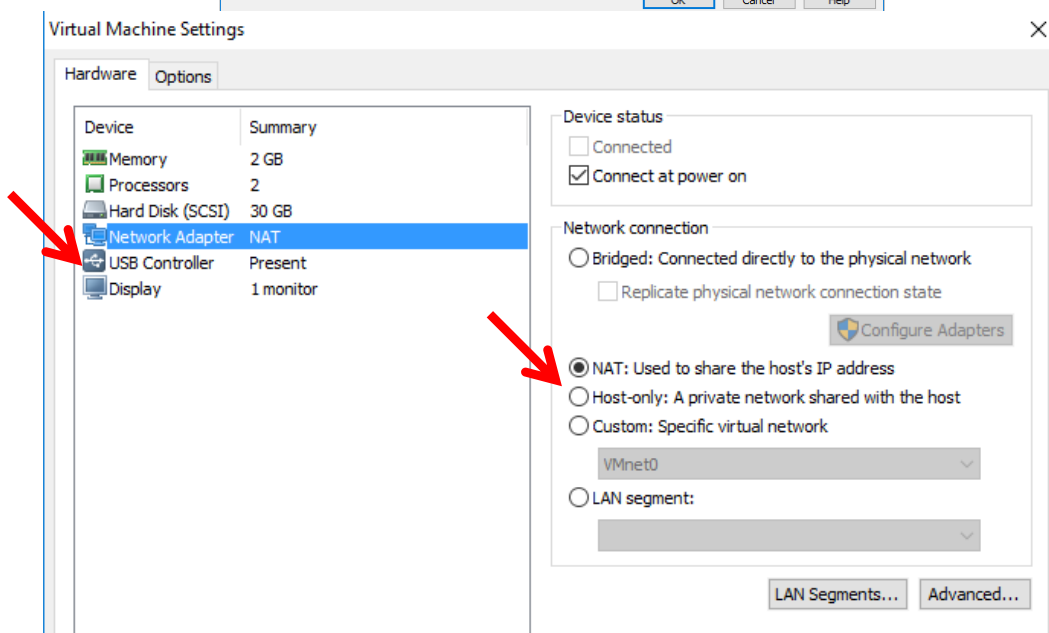 OK Cancel Help
Virtual Machine Settings
Hardware Options
Device Summary
Memory 2 GB
Processors 2
Hard Disk (SCSI) 30 GB
Network Adapter NAT
USB Controller Present
Display 1 monitor
Device status
Connected
Connect at power on
Network connection
Bridged: Connected directly to the physical network
Replicate physical network connection state
Configure Adapters
NAT: Used to share the host's IP address
Host-only: A private network shared with the host
Custom: Specific virtual network
VMnet0
LAN segment:
LAN Segments... Advanced...